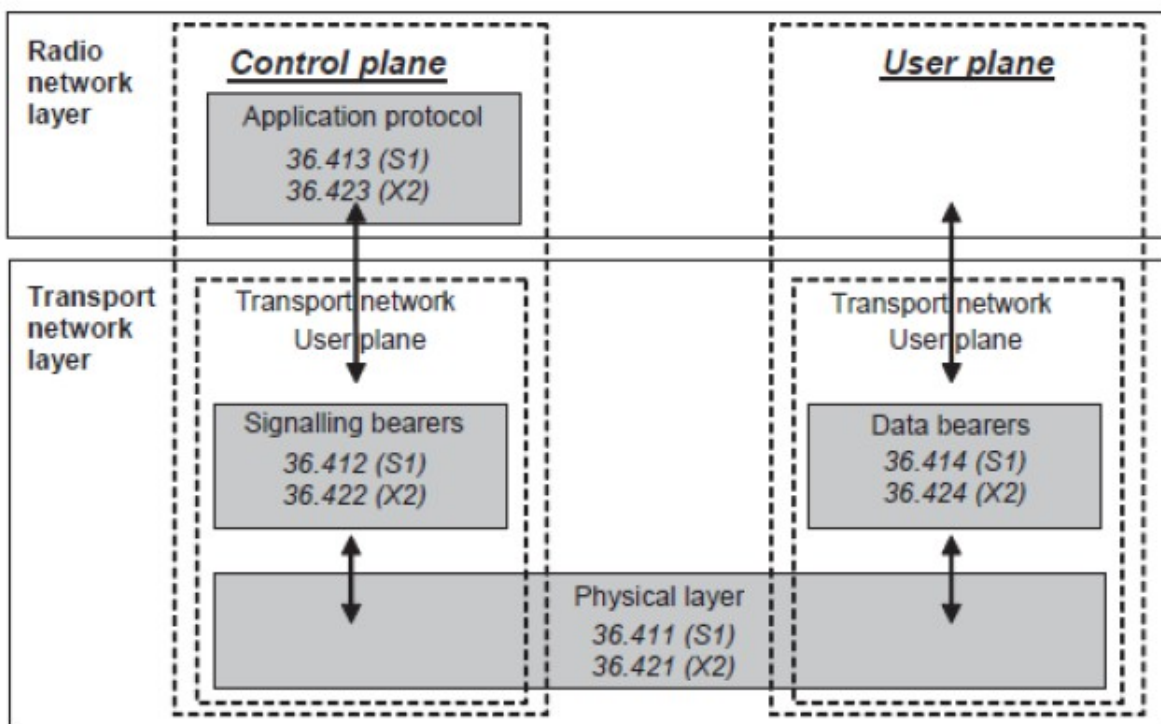 Radio
network
layer
Control plane
User plane
Application protocol
36.413 (S1)
36.423 (X2)
Transport
network
layer
Transport network
User plane
Transport network
User plane
Signalling bearers
36.412 (S1)
36.422 (X2)
Data bearers
36.414 (S1)
36.424 (X2)
Physical layer
36.411 (S1)
36.421 (X2)